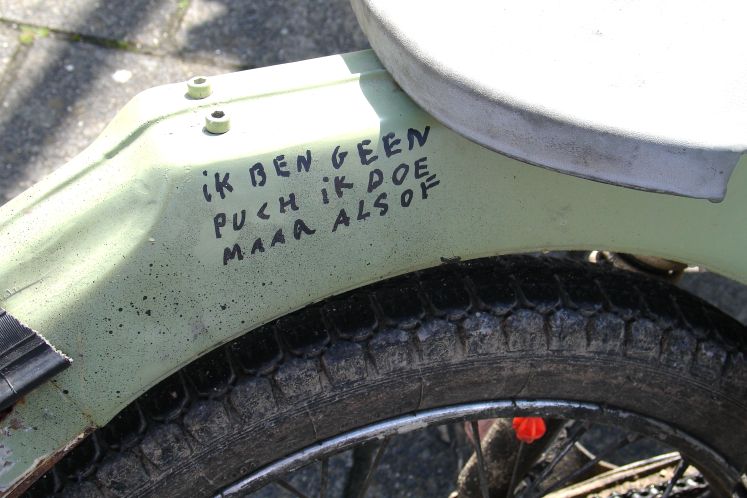 iK BEN GEEN
PUCH iK DOE
MAAR ALSOF